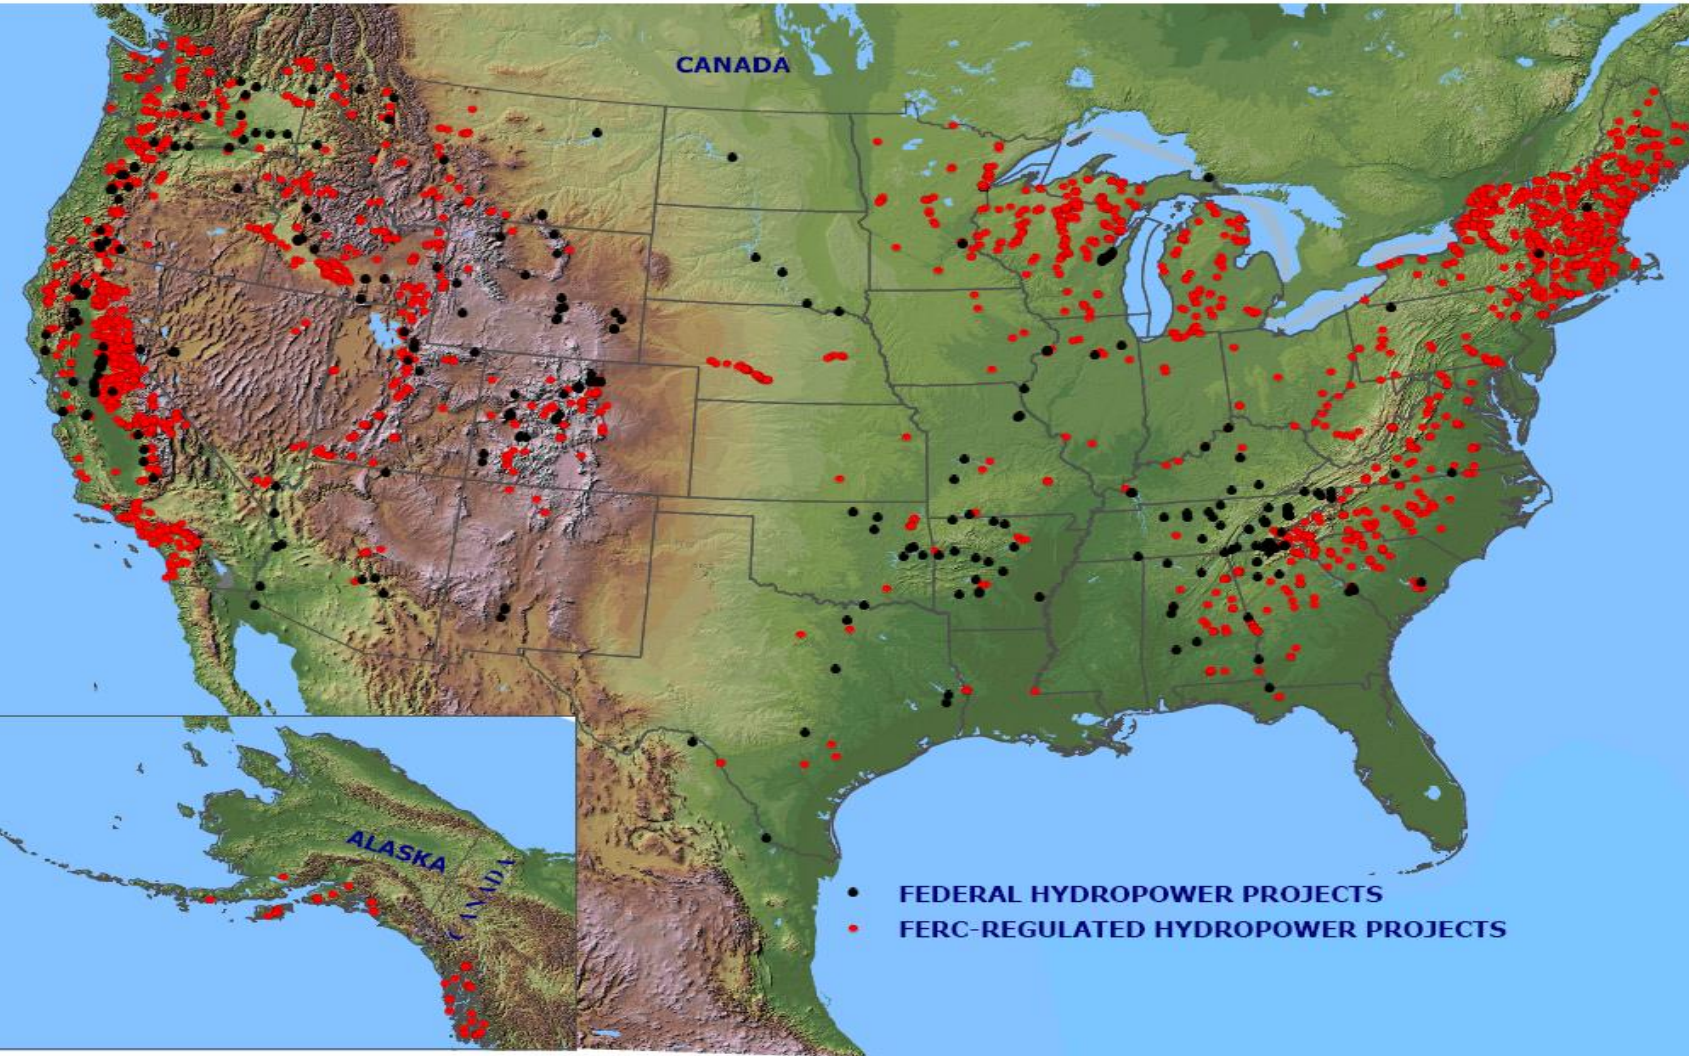 CANADA
ALASKA
CANADA
FEDERAL HYDROPOWER PROJECTS
FERC-REGULATED HYDROPOWER PROJECTS